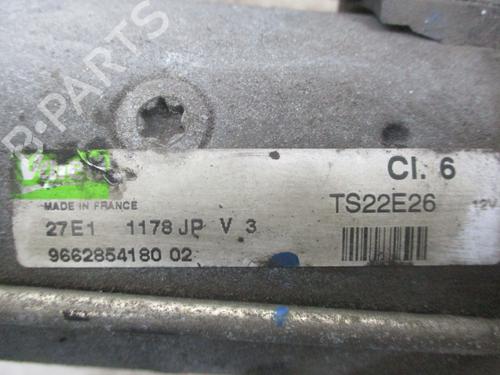 B-PARTS
Valeo
Cl. 6
MADE IN FRANCE
TS22E26 12V
27E1 1178 JP V 3
9662854180 02